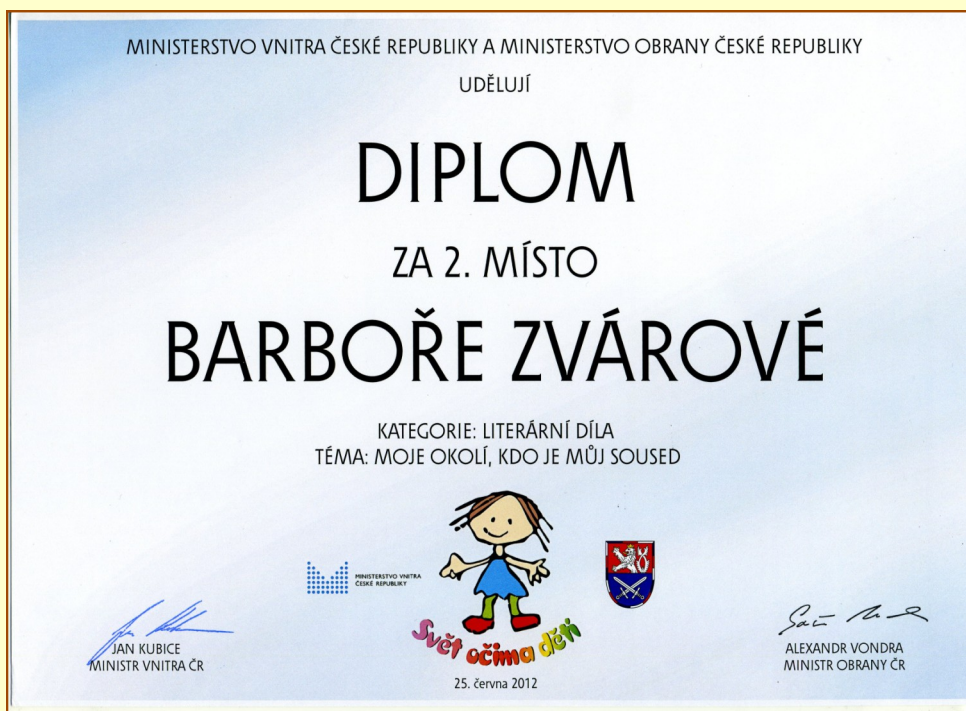 MINISTERSTVO VNITRA ČESKÉ REPUBLIKY A MINISTERSTVO OBRANY ČESKÉ REPUBLIKY
UDĚLUJÍ
DIPLOM
ZA 2. MÍSTO
BARBOŘE ZVÁROVÉ
KATEGORIE: LITERÁRNÍ DÍLA
TÉMA: MOJE OKOLÍ, KDO JE MŮJ SOUSED
MINISTERSTVO VNITRA
ČESKÉ REPUBLIKY
Svět očima dětí
JAN KUBICE
MINISTR VNITRA ČR
ALEXANDR VONDRA
MINISTR OBRANY ČR
25. června 2012